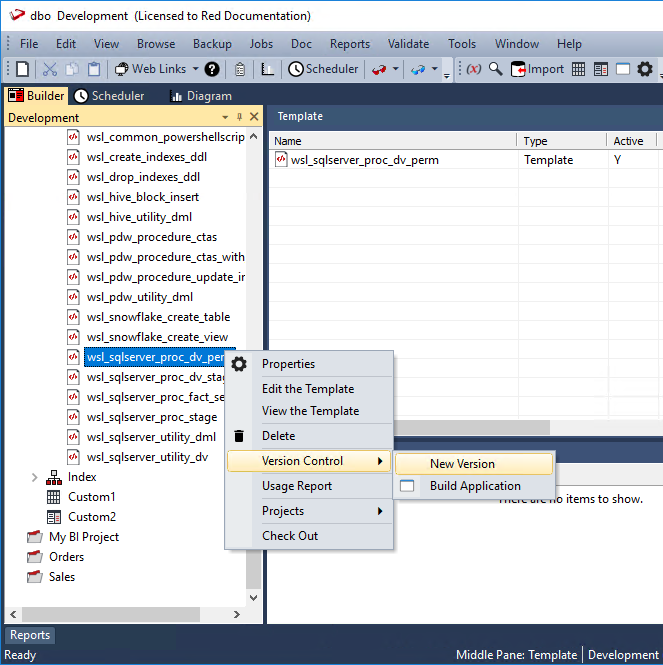 dbo Development (Licensed to Red Documentation)
File Edit View Browse Backup Jobs Doc Reports Validate Tools Window Help
Web Links Scheduler (x) Import
Builder Scheduler Diagram
Development
Template
Name Type Active
wsl_sqlserver_proc_dv_perm Template Y
wsl_common_powershellscrip
wsl_create_indexes_ddl
wsl_drop_indexes_ddl
wsl_hive_block_insert
wsl_hive_utility_dml
wsl_pdw_procedure_ctas
wsl_pdw_procedure_ctas_with
wsl_pdw_procedure_update_in
wsl_pdw_utility_dml
wsl_snowflake_create_table
wsl_snowflake_create_view
wsl_sqlserver_proc_dv_per
wsl_sqlserver_proc_dv_sta
wsl_sqlserver_proc_fact_se
wsl_sqlserver_proc_stage
wsl_sqlserver_utility_dml
wsl_sqlserver_utility_dv
Index
Custom1
Custom2
My BI Project
Orders
Sales
Properties
Edit the Template
View the Template
Delete
Version Control
Usage Report
Projects
Check Out
New Version
Build Application
There are no items to show.
Reports
Ready Middle Pane: Template Development